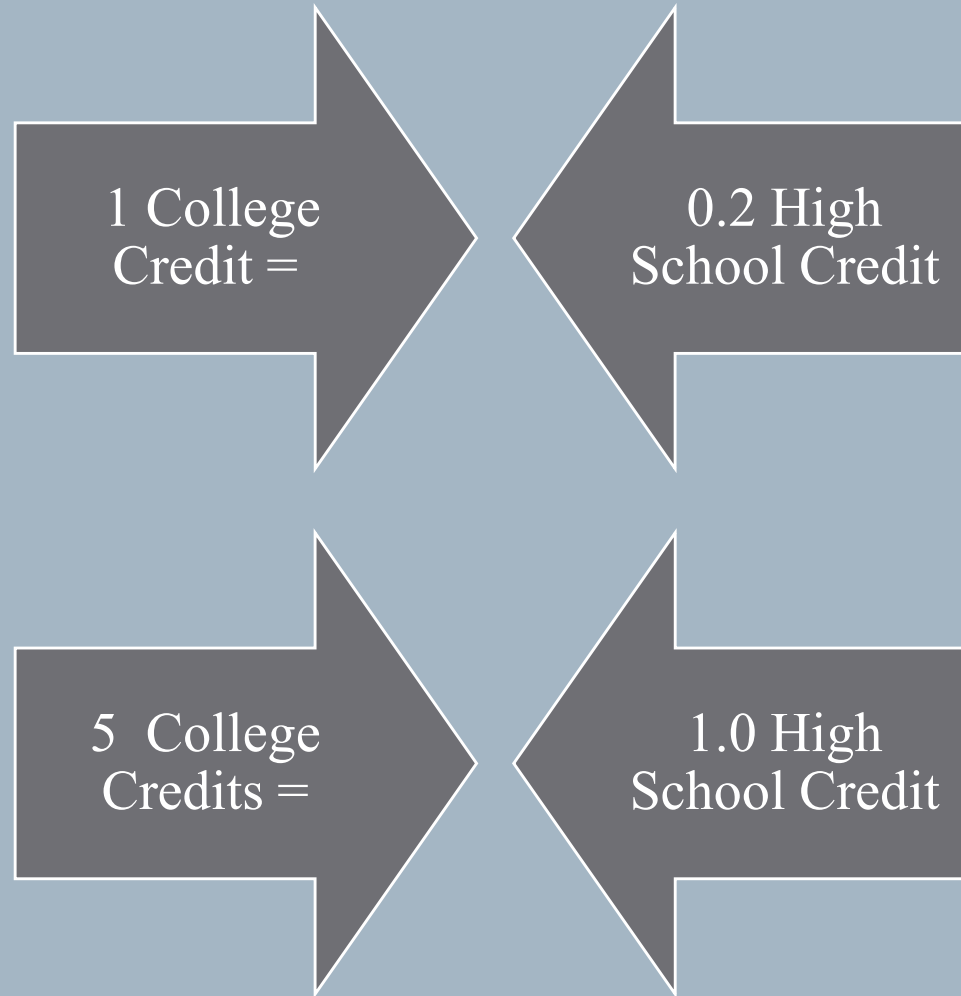 1 College
Credit =
0.2 High
School Credit
5  College
Credits =
1.0 High
School Credit